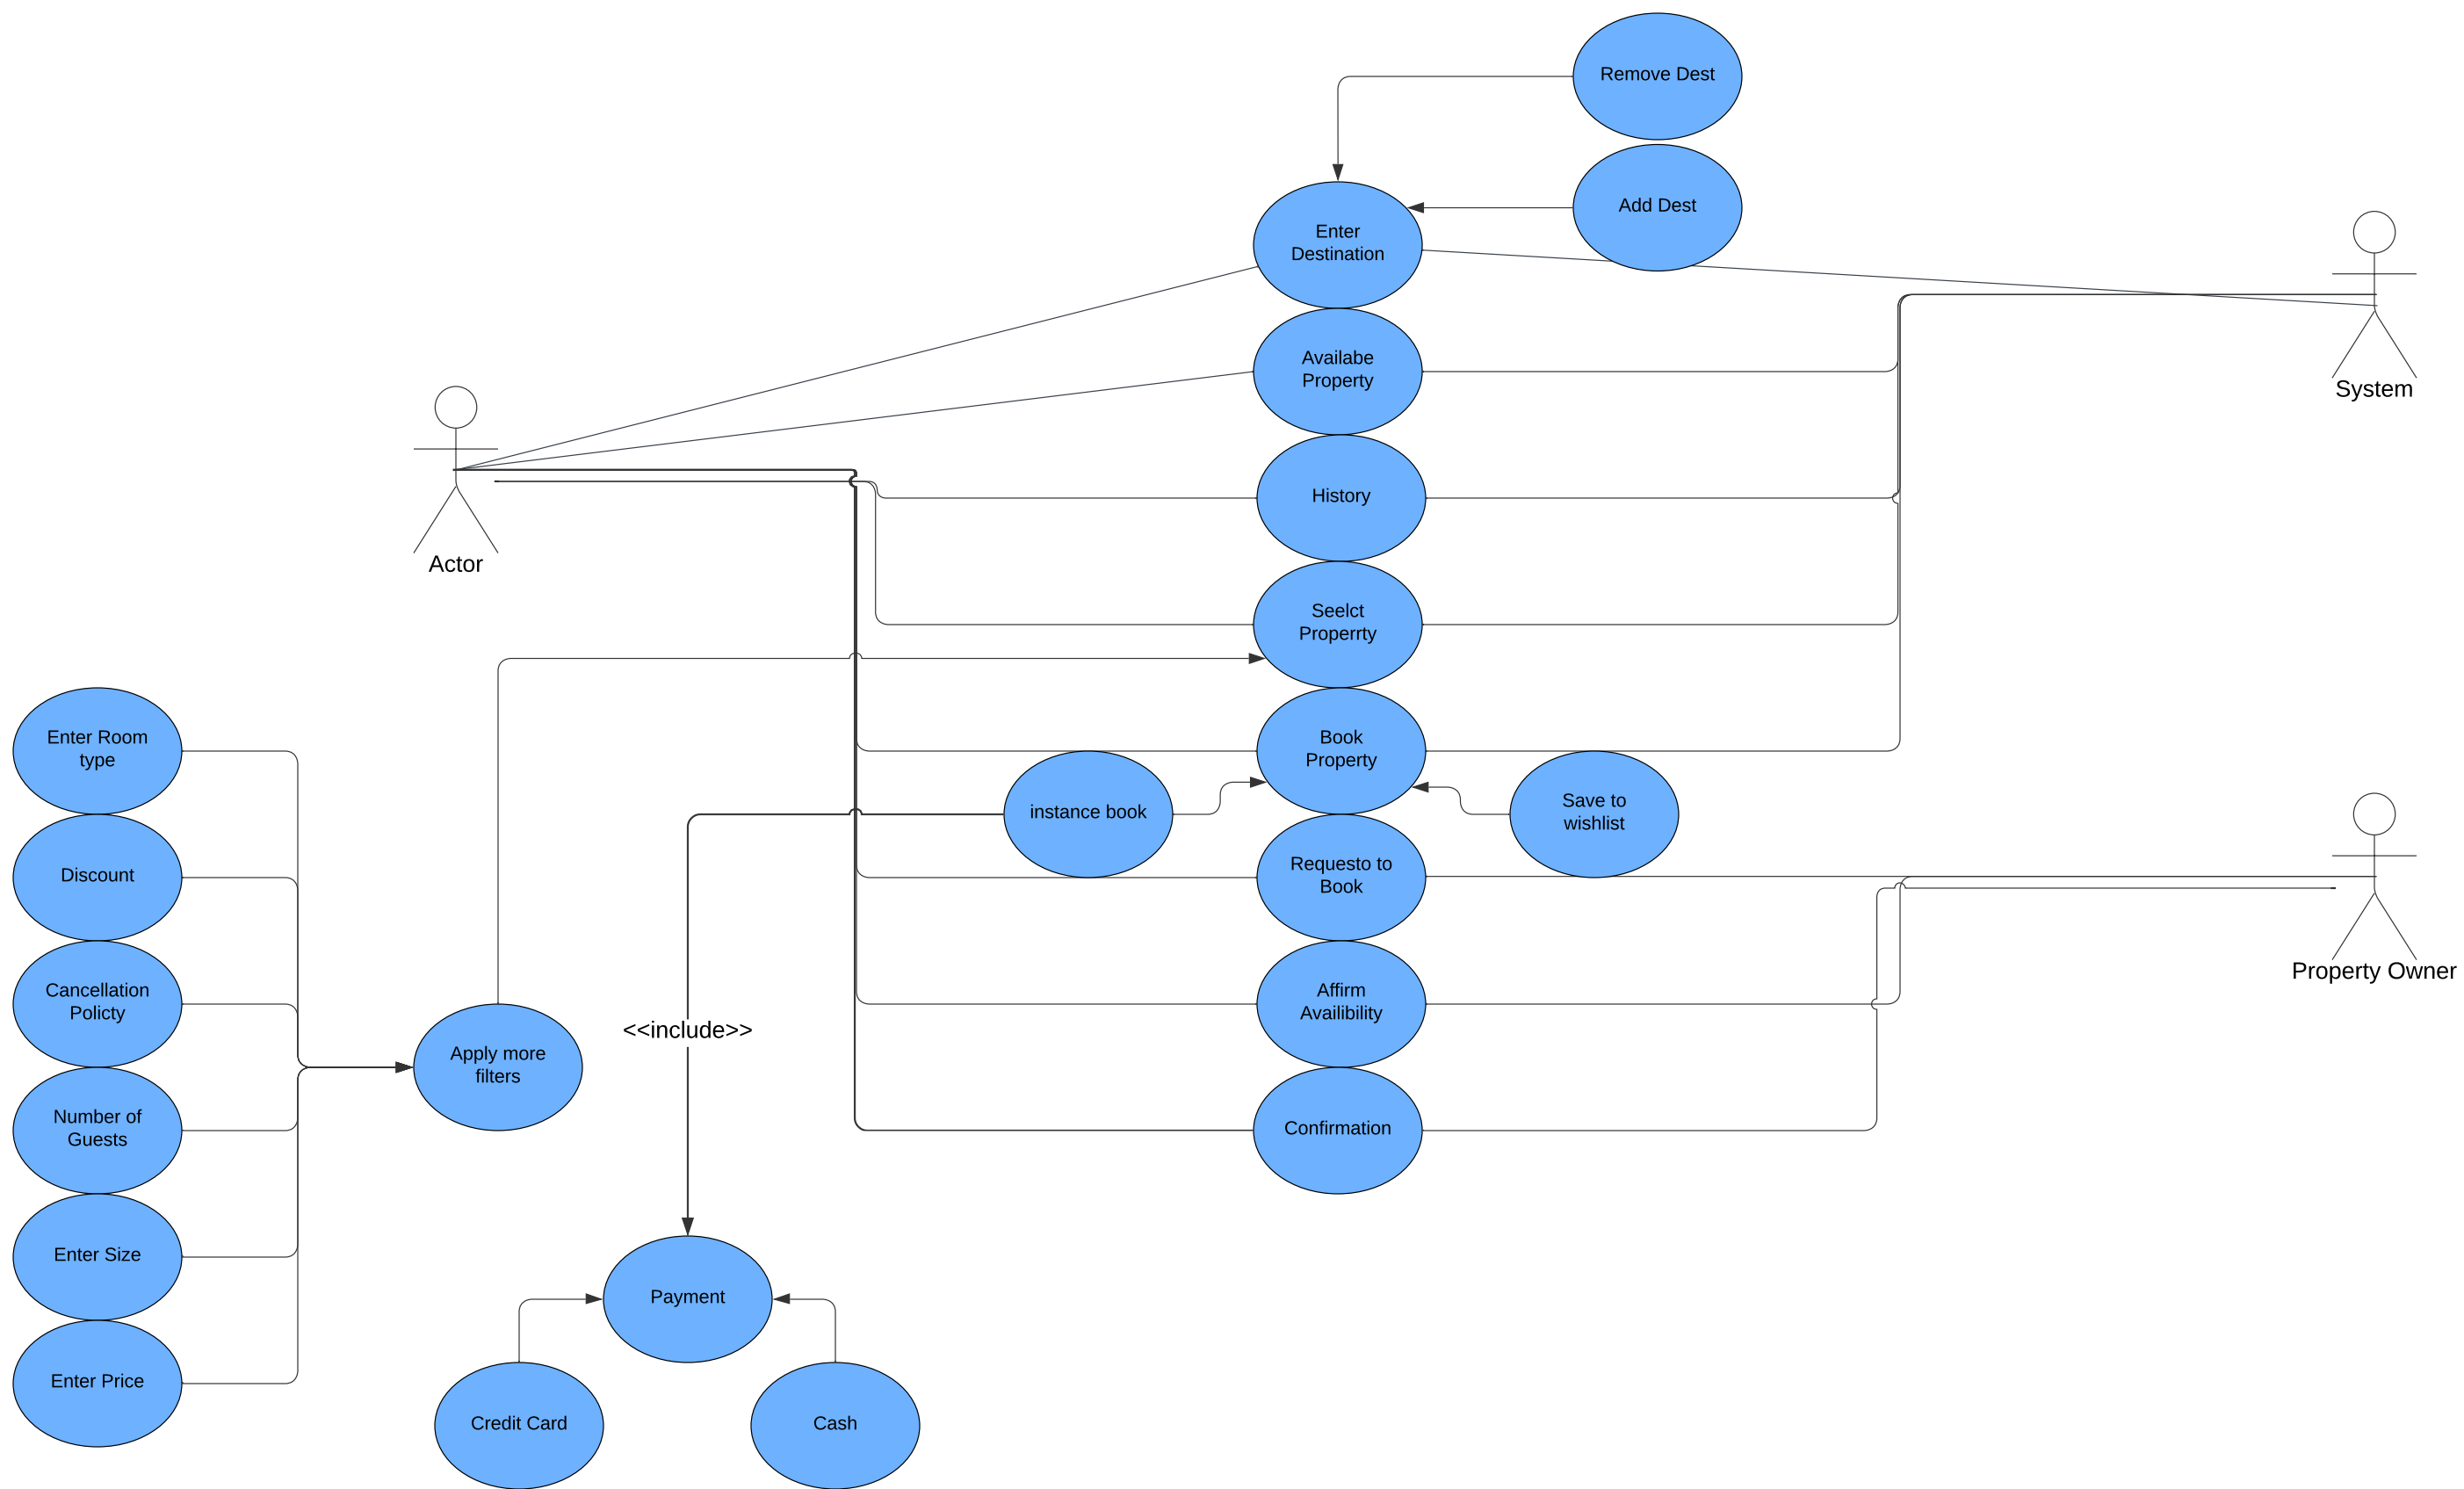 Remove Dest
Add Dest
Enter
Destination
System
Availabe
Property
Actor
History
Seelct
Properrty
Enter Room
type
Book
Property
instance book
Save to
wishlist
Discount
Requesto to
Book
Property Owner
Cancellation
Policty
Affirm
Availibility
<<include>>
Apply more
filters
Number of
Guests
Confirmation
Enter Size
Payment
Enter Price
Credit Card
Cash